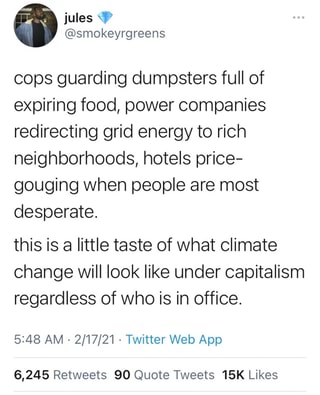 jules 💎
@smokeyrgreens
cops guarding dumpsters full of
expiring food, power companies
redirecting grid energy to rich
neighborhoods, hotels price-
gouging when people are most
desperate.
this is a little taste of what climate
change will look like under capitalism
regardless of who is in office.
5:48 AM · 2/17/21 · Twitter Web App
6,245 Retweets 90 Quote Tweets 15K Likes